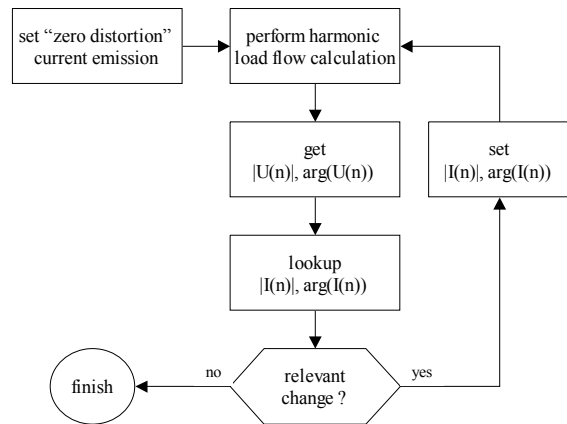 set “zero distortion”
current emission
perform harmonic
load flow calculation
get
|U(n)|, arg(U(n))
set
|I(n)|, arg(I(n))
lookup
|I(n)|, arg(I(n))
no
relevant
change ?
yes
finish